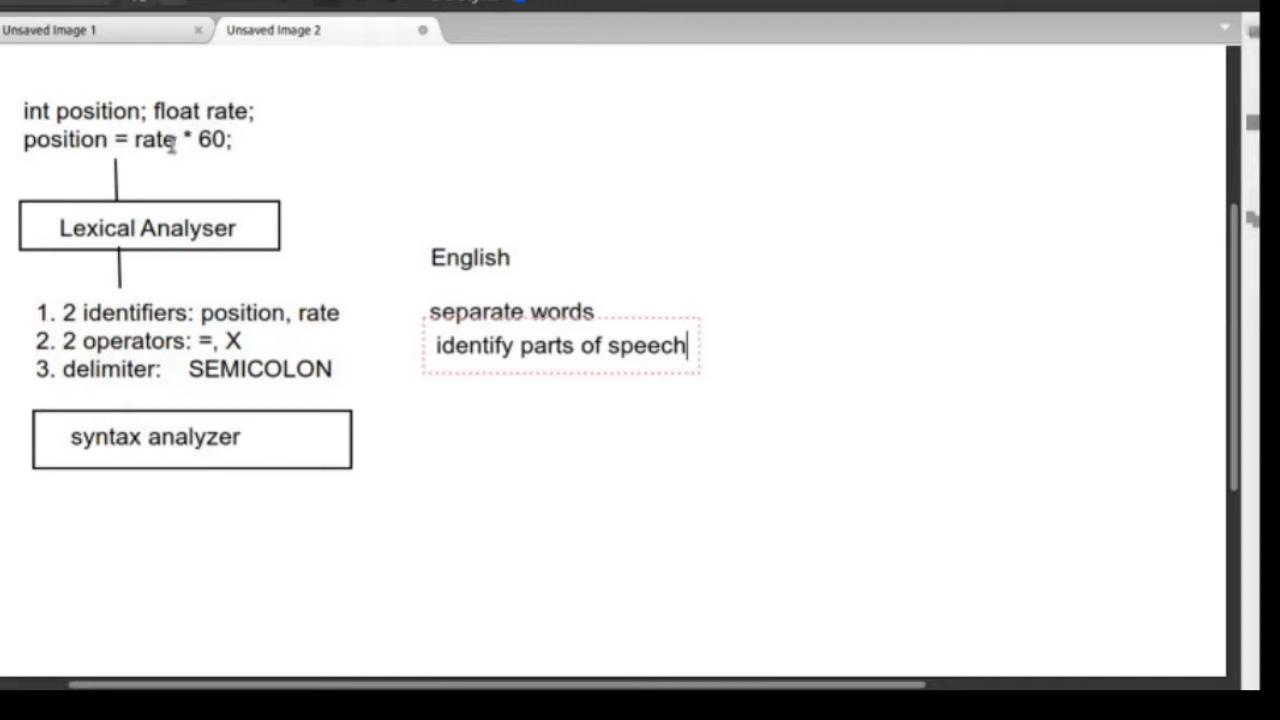 Unsaved Image 1
Unsaved Image 2
int position; float rate;
position = rate * 60;
Lexical Analyser
1. 2 identifiers: position, rate
2. 2 operators: =, X
3. delimiter: SEMICOLON
syntax analyzer
English
separate words
identify parts of speech